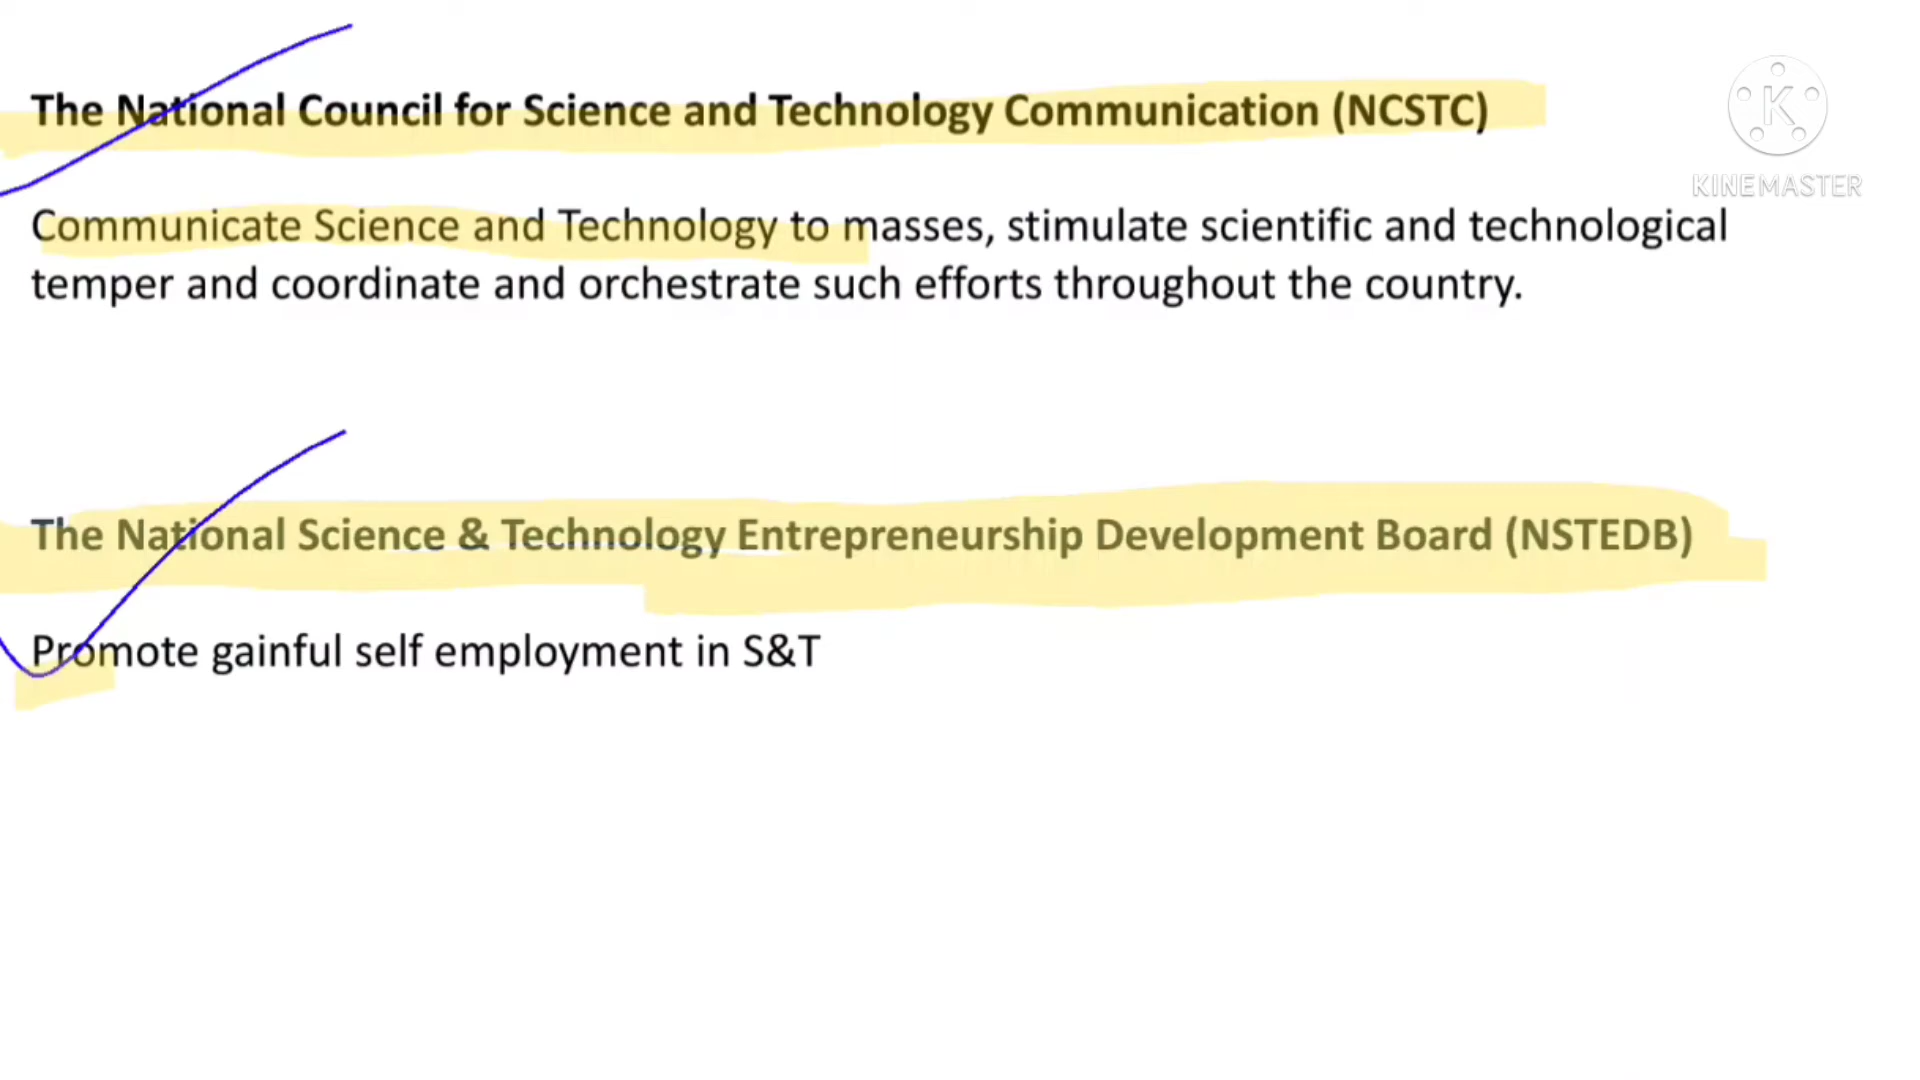 The National Council for Science and Technology Communication (NCSTC)
K
KINEMASTER
Communicate Science and Technology to masses, stimulate scientific and technological
temper and coordinate and orchestrate such efforts throughout the country.
The National Science & Technology Entrepreneurship Development Board (NSTEDB)
Promote gainful self employment in S&T